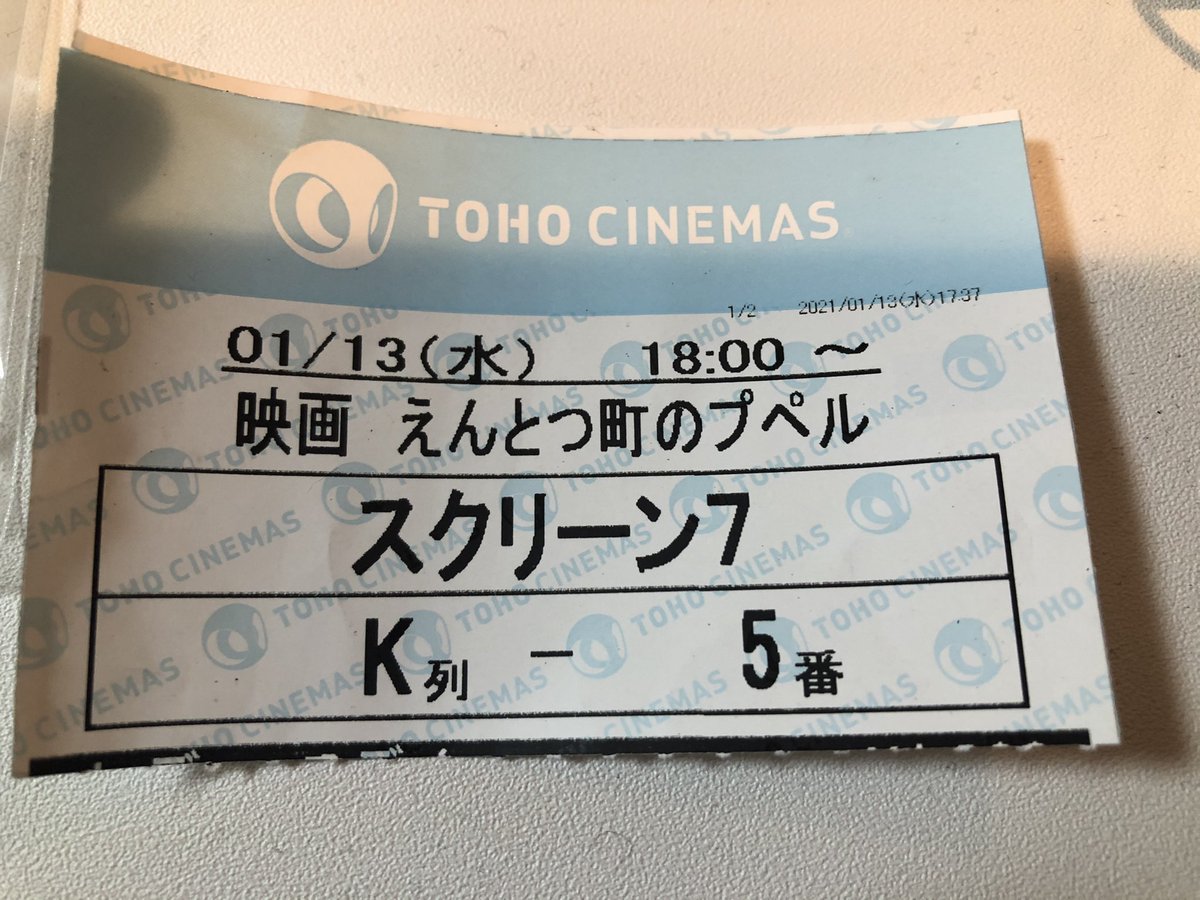 TOHO CINEMAS
1/2 2021/01/13(水)17:37
01/13(水) 18:00 ～
映画 えんとつ町のプペル
スクリーン7
K列 － 5番